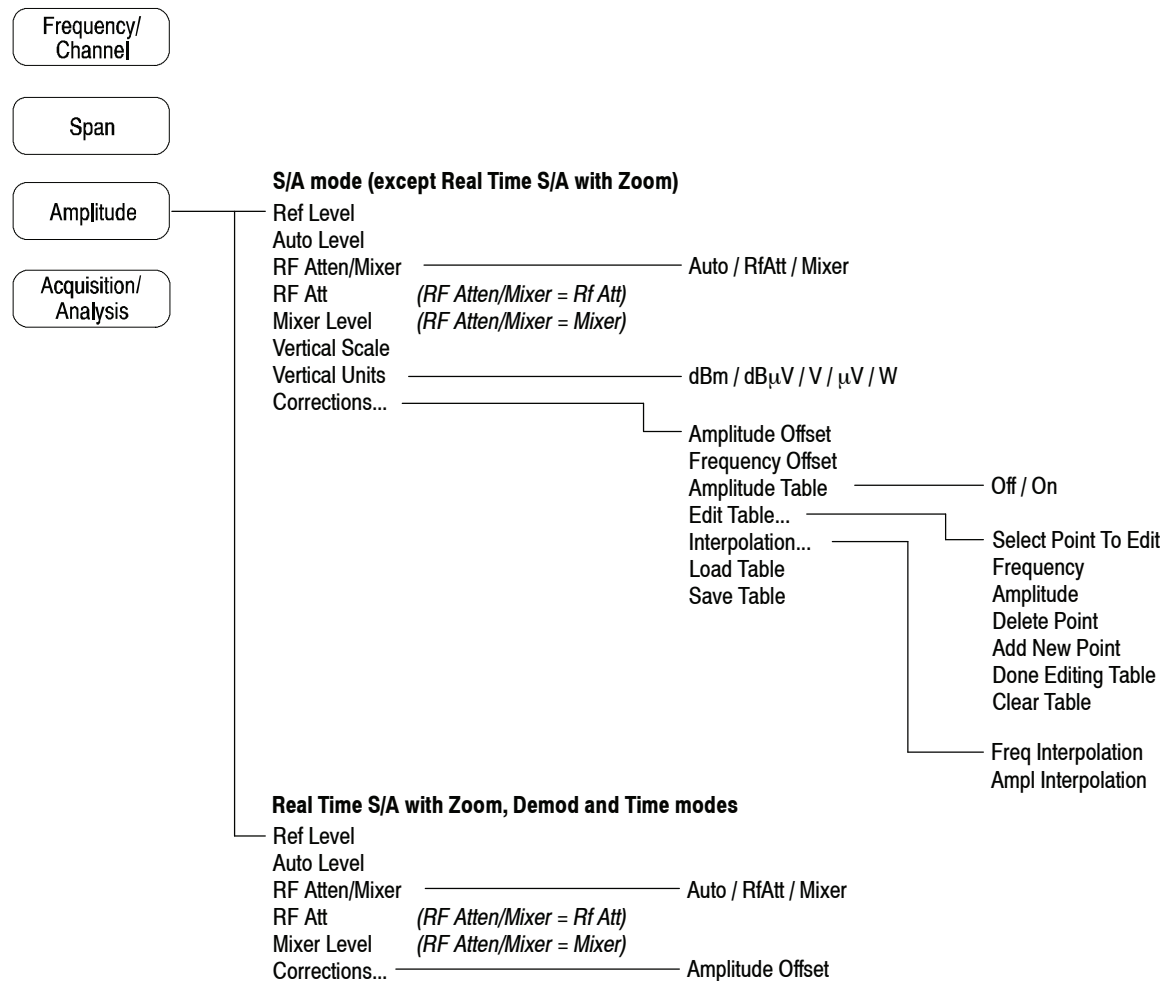 Frequency/
Channel
Span
Amplitude
Acquisition/
Analysis
S/A mode (except Real Time S/A with Zoom)
Ref Level
Auto Level
RF Atten/Mixer Auto / RfAtt / Mixer
RF Att (RF Atten/Mixer = Rf Att)
Mixer Level (RF Atten/Mixer = Mixer)
Vertical Scale
Vertical Units dBm / dBμV / V / μV / W
Corrections...
Amplitude Offset
Frequency Offset
Amplitude Table Off / On
Edit Table...
Interpolation...
Load Table
Save Table
Select Point To Edit
Frequency
Amplitude
Delete Point
Add New Point
Done Editing Table
Clear Table
Freq Interpolation
Ampl Interpolation
Real Time S/A with Zoom, Demod and Time modes
Ref Level
Auto Level
RF Atten/Mixer Auto / RfAtt / Mixer
RF Att (RF Atten/Mixer = Rf Att)
Mixer Level (RF Atten/Mixer = Mixer)
Corrections... Amplitude Offset